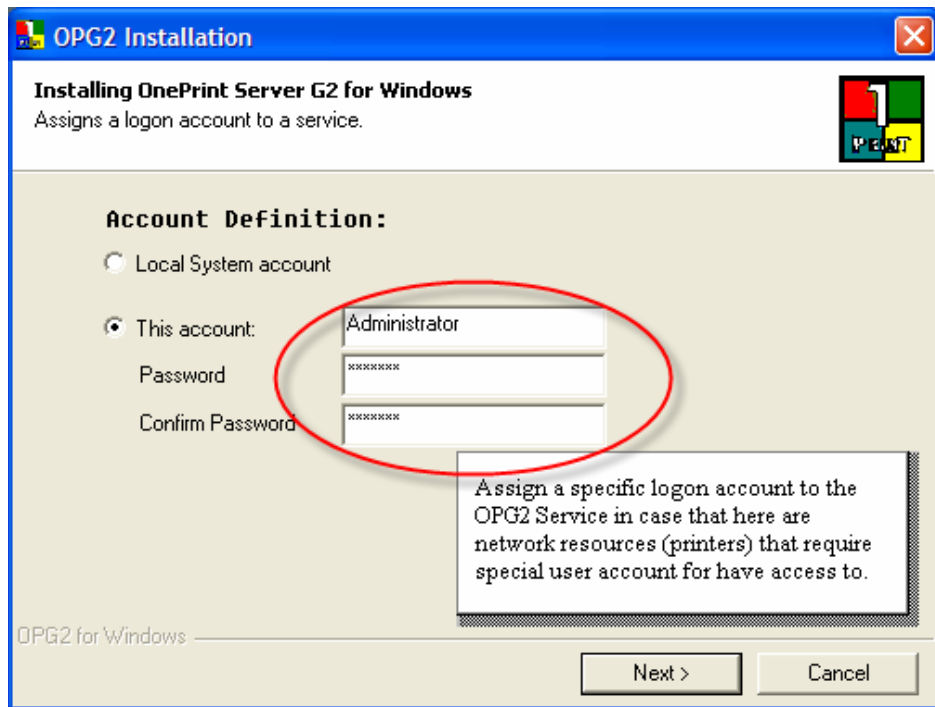 OPG2 Installation
Installing OnePrint Server G2 for Windows
Assigns a logon account to a service.
1
PRINT
Account Definition:
Local System account
This account:
Administrator
Password
*******
Confirm Password
*******
Assign a specific logon account to the
OPG2 Service in case that here are
network resources (printers) that require
special user account for have access to.
OPG2 for Windows
Next >
Cancel